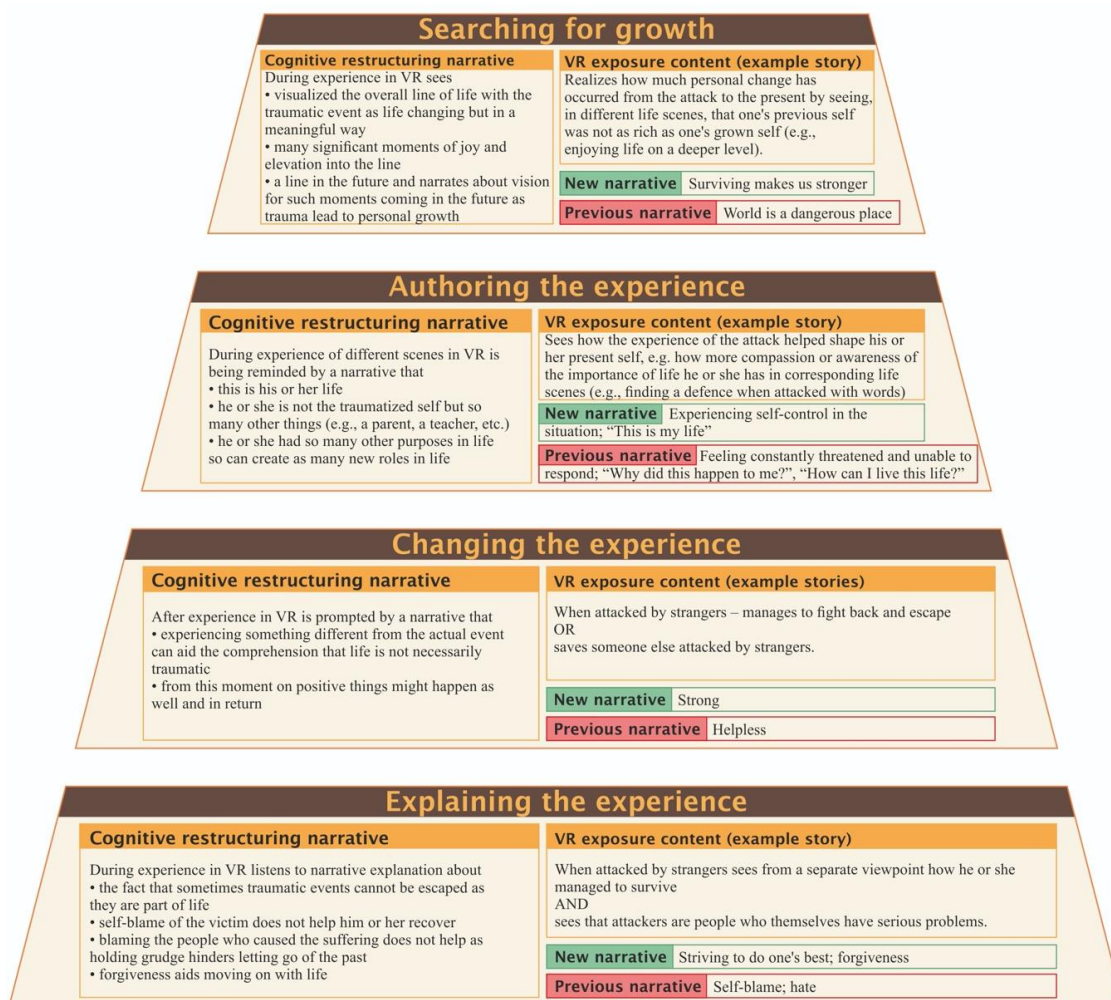 Searching for growth
Cognitive restructuring narrative
During experience in VR sees
• visualized the overall line of life with the
traumatic event as life changing but in a
meaningful way
• many significant moments of joy and
elevation into the line
• a line in the future and narrates about vision
for such moments coming in the future as
trauma lead to personal growth
VR exposure content (example story)
Realizes how much personal change has
occurred from the attack to the present by seeing,
in different life scenes, that one's previous self
was not as rich as one's grown self (e.g.,
enjoying life on a deeper level).
New narrative Surviving makes us stronger
Previous narrative World is a dangerous place
Authoring the experience
Cognitive restructuring narrative
During experience of different scenes in VR is
being reminded by a narrative that
• this is his or her life
• he or she is not the traumatized self but so
many other things (e.g., a parent, a teacher, etc.)
• he or she had so many other purposes in life
so can create as many new roles in life
VR exposure content (example story)
Sees how the experience of the attack helped shape his or
her present self, e.g. how more compassion or awareness of
the importance of life he or she has in corresponding life
scenes (e.g., finding a defence when attacked with words)
New narrative Experiencing self-control in the
situation; “This is my life”
Previous narrative Feeling constantly threatened and unable to
respond; “Why did this happen to me?”, “How can I live this life?”
Changing the experience
Cognitive restructuring narrative
After experience in VR is prompted by a narrative that
• experiencing something different from the actual event
can aid the comprehension that life is not necessarily
traumatic
• from this moment on positive things might happen as
well and in return
VR exposure content (example stories)
When attacked by strangers – manages to fight back and escape
OR
saves someone else attacked by strangers.
New narrative Strong
Previous narrative Helpless
Explaining the experience
Cognitive restructuring narrative
During experience in VR listens to narrative explanation about
• the fact that sometimes traumatic events cannot be escaped as
they are part of life
• self-blame of the victim does not help him or her recover
• blaming the people who caused the suffering does not help as
holding grudge hinders letting go of the past
• forgiveness aids moving on with life
VR exposure content (example story)
When attacked by strangers sees from a separate viewpoint how he or she
managed to survive
AND
sees that attackers are people who themselves have serious problems.
New narrative Striving to do one's best; forgiveness
Previous narrative Self-blame; hate